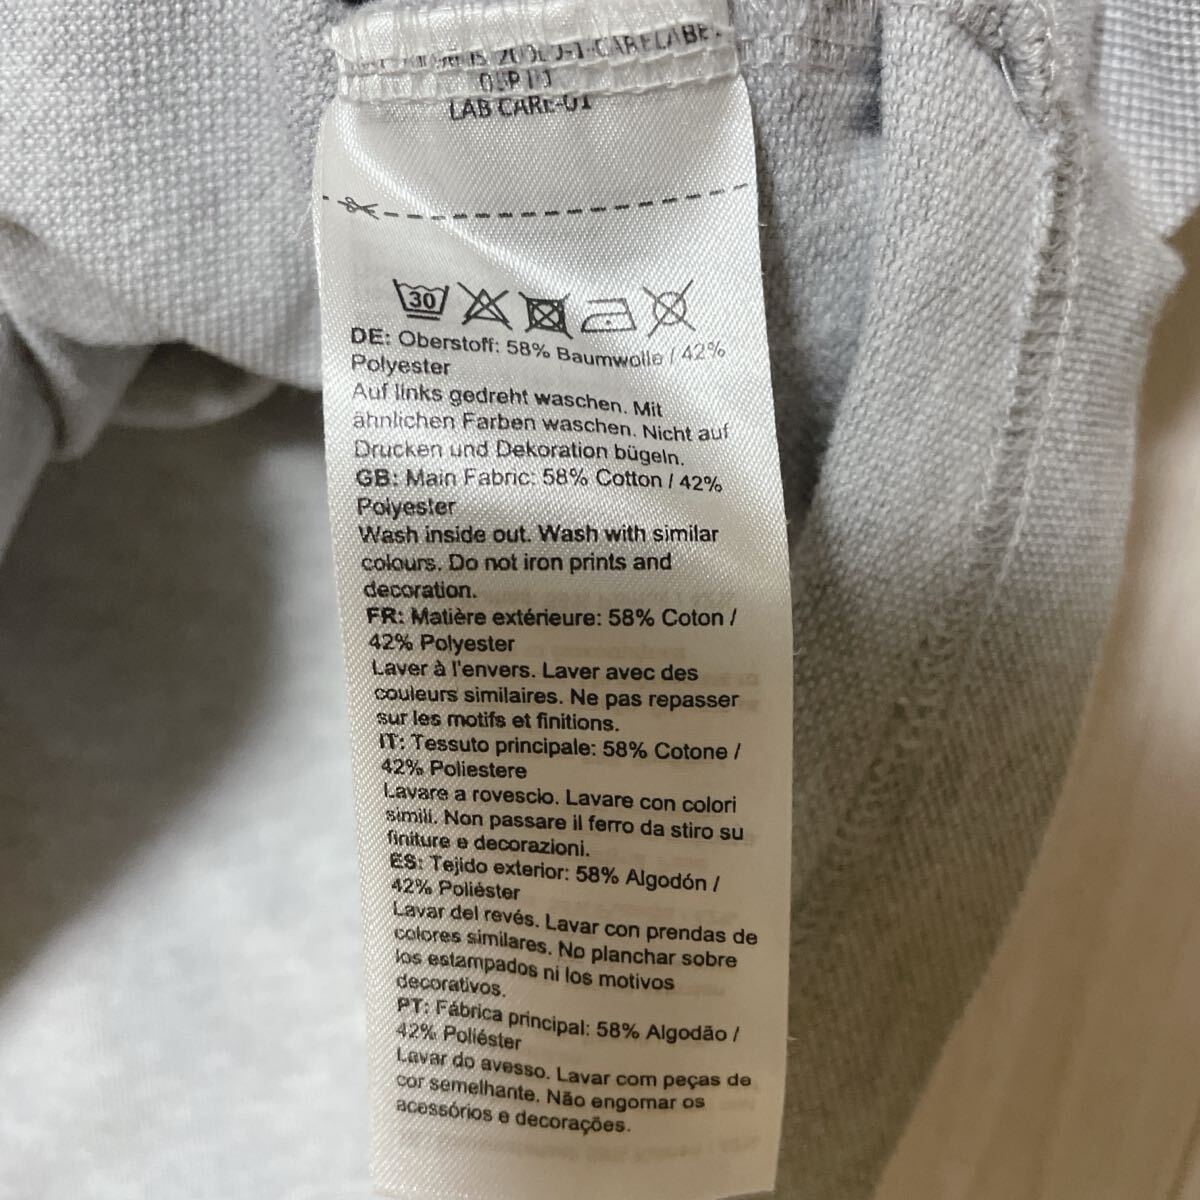 CARELABE
LAB CARE-01
30
DE: Oberstoff: 58% Baumwolle / 42%
Polyester
Auf links gedreht waschen. Mit
ähnlichen Farben waschen. Nicht auf
Drucken und Dekoration bügeln.
GB: Main Fabric: 58% Cotton / 42%
Polyester
Wash inside out. Wash with similar
colours. Do not iron prints and
decoration.
FR: Matière extérieure: 58% Coton /
42% Polyester
Laver à l'envers. Laver avec des
couleurs similaires. Ne pas repasser
sur les motifs et finitions.
IT: Tessuto principale: 58% Cotone /
42% Poliestere
Lavare a rovescio. Lavare con colori
simili. Non passare il ferro da stiro su
finiture e decorazioni.
ES: Tejido exterior: 58% Algodón /
42% Poliéster
Lavar del revés. Lavar con prendas de
colores similares. No planchar sobre
los estampados ni los motivos
decorativos.
PT: Fábrica principal: 58% Algodão /
42% Poliéster
Lavar do avesso. Lavar com peças de
cor semelhante. Não engomar os
acessórios e decorações.